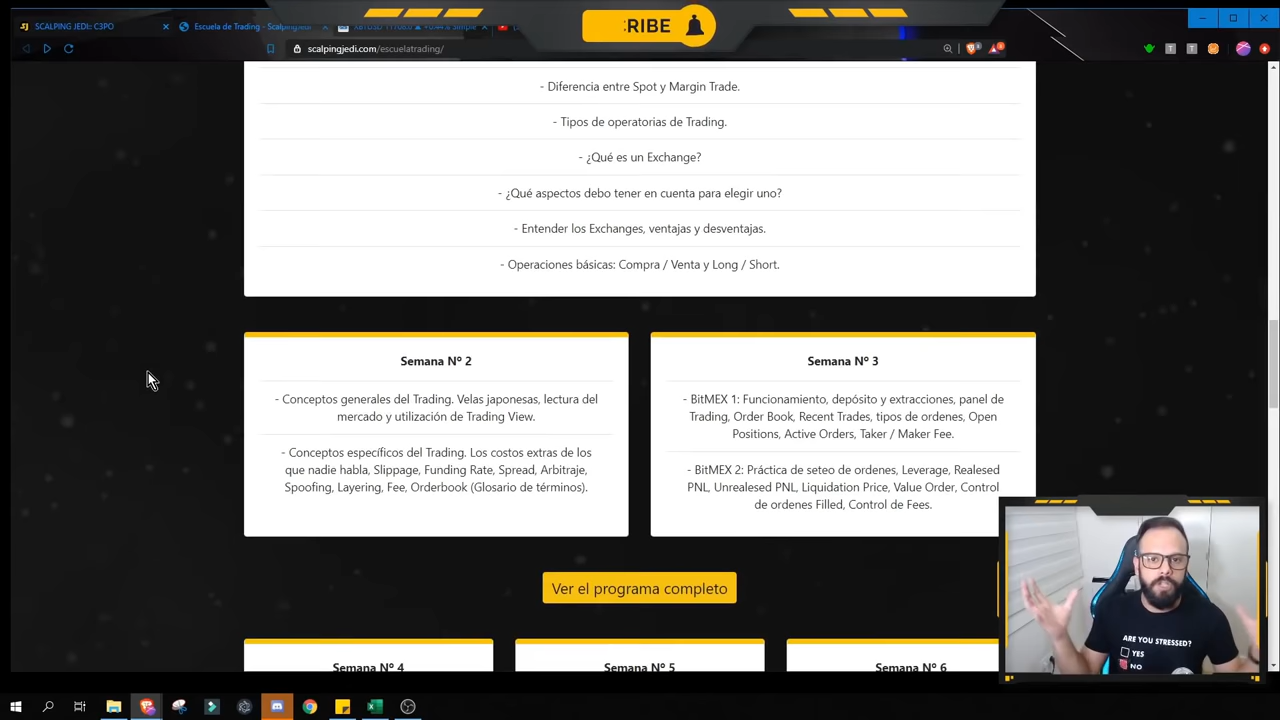 SCALPING JEDI: C3PO
Escuela de Trading - Scalpingjedi
:RIBE
scalpingjedi.com/escuelatrading/
- Diferencia entre Spot y Margin Trade.
- Tipos de operatorias de Trading.
- ¿Qué es un Exchange?
- ¿Qué aspectos debo tener en cuenta para elegir uno?
- Entender los Exchanges, ventajas y desventajas.
- Operaciones básicas: Compra / Venta y Long / Short.
Semana Nº 2
- Conceptos generales del Trading. Velas japonesas, lectura del
mercado y utilización de Trading View.
- Conceptos específicos del Trading. Los costos extras de los
que nadie habla, Slippage, Funding Rate, Spread, Arbitraje,
Spoofing, Layering, Fee, Orderbook (Glosario de términos).
Semana Nº 3
- BitMEX 1: Funcionamiento, depósito y extracciones, panel de
Trading, Order Book, Recent Trades, tipos de ordenes, Open
Positions, Active Orders, Taker / Maker Fee.
- BitMEX 2: Práctica de seteo de ordenes, Leverage, Realesed
PNL, Unrealesed PNL, Liquidation Price, Value Order, Control
de ordenes Filled, Control de Fees.
Ver el programa completo
Semana Nº 4
Semana Nº 5
Semana Nº 6
ARE YOU STRESSED?
YES
NO